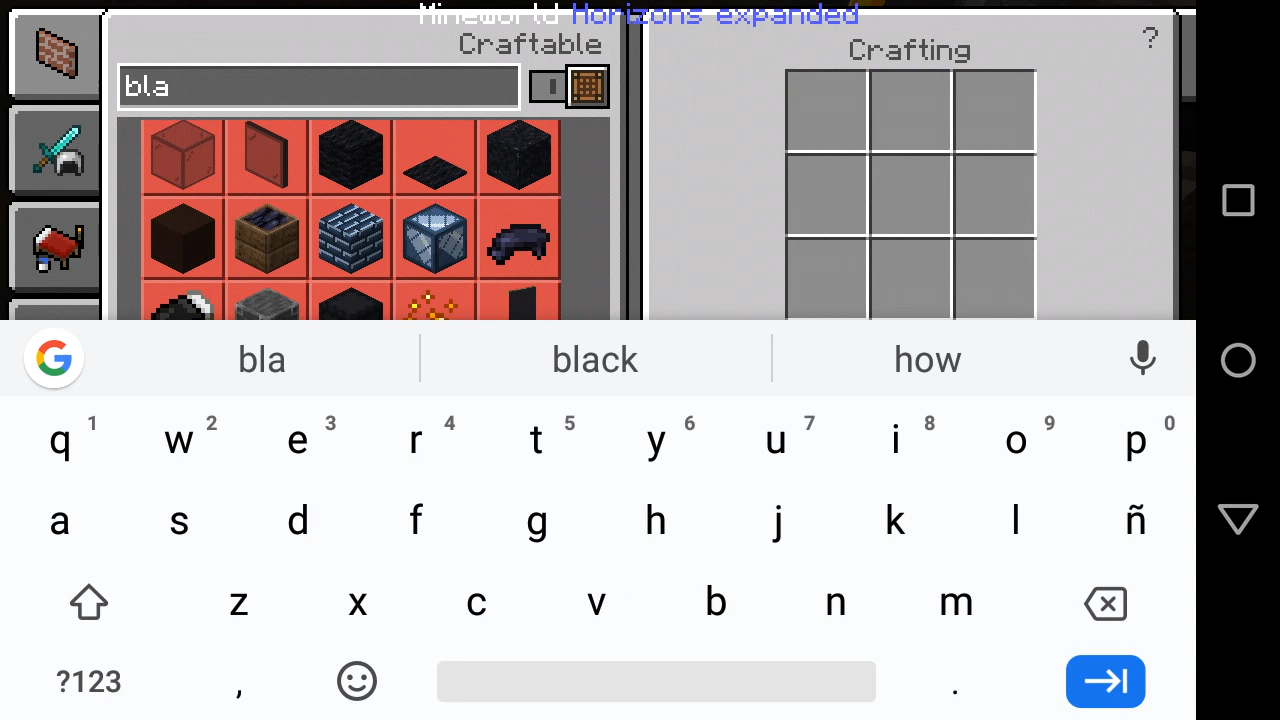 Mineworld Horizons expanded
Craftable
Crafting
?
bla
bla black how
q 1 w 2 e 3 r 4 t 5 y 6 u 7 i 8 o 9 p 0
a s d f g h j k l ñ
z x c v b n m
?123 , .